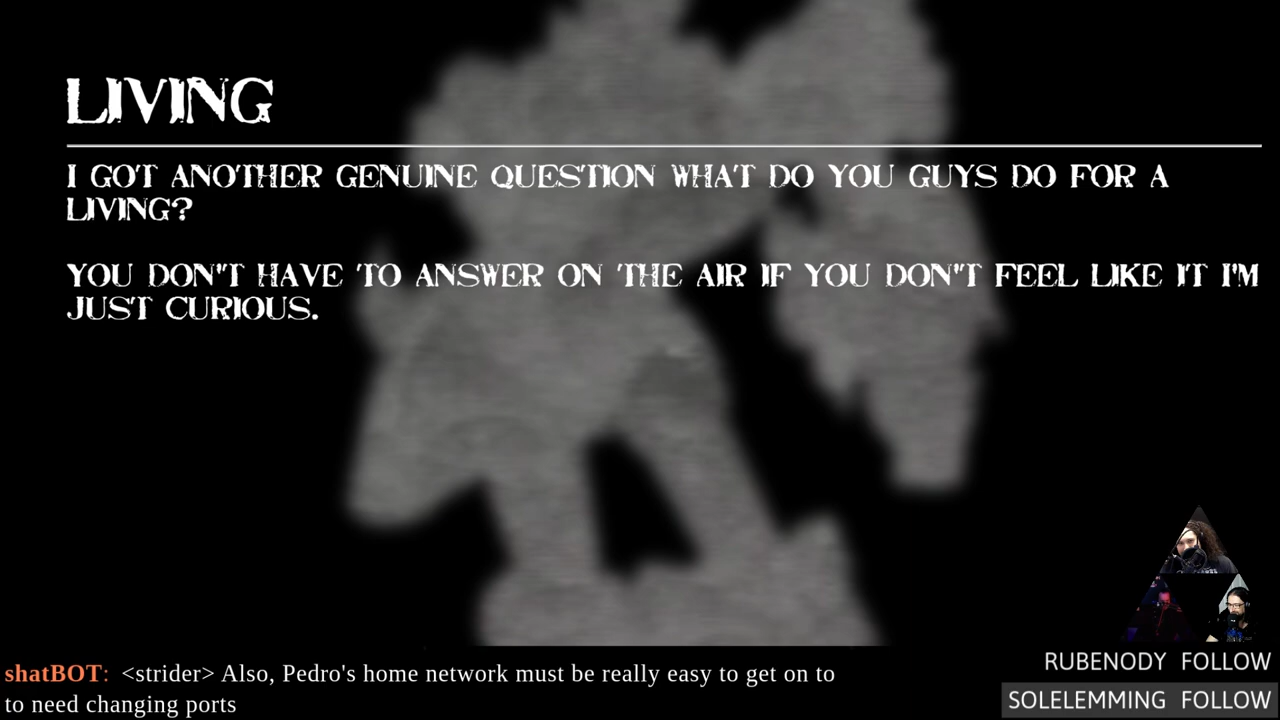 LIVING
I GOT ANOTHER GENUINE QUESTION WHAT DO YOU GUYS DO FOR A
LIVING?
YOU DON"T HAVE TO ANSWER ON THE AIR IF YOU DON"T FEEL LIKE IT I'M
JUST CURIOUS.
RUBENODY FOLLOW
SOLELEMMING FOLLOW
shatBOT: <strider> Also, Pedro's home network must be really easy to get on to
to need changing ports